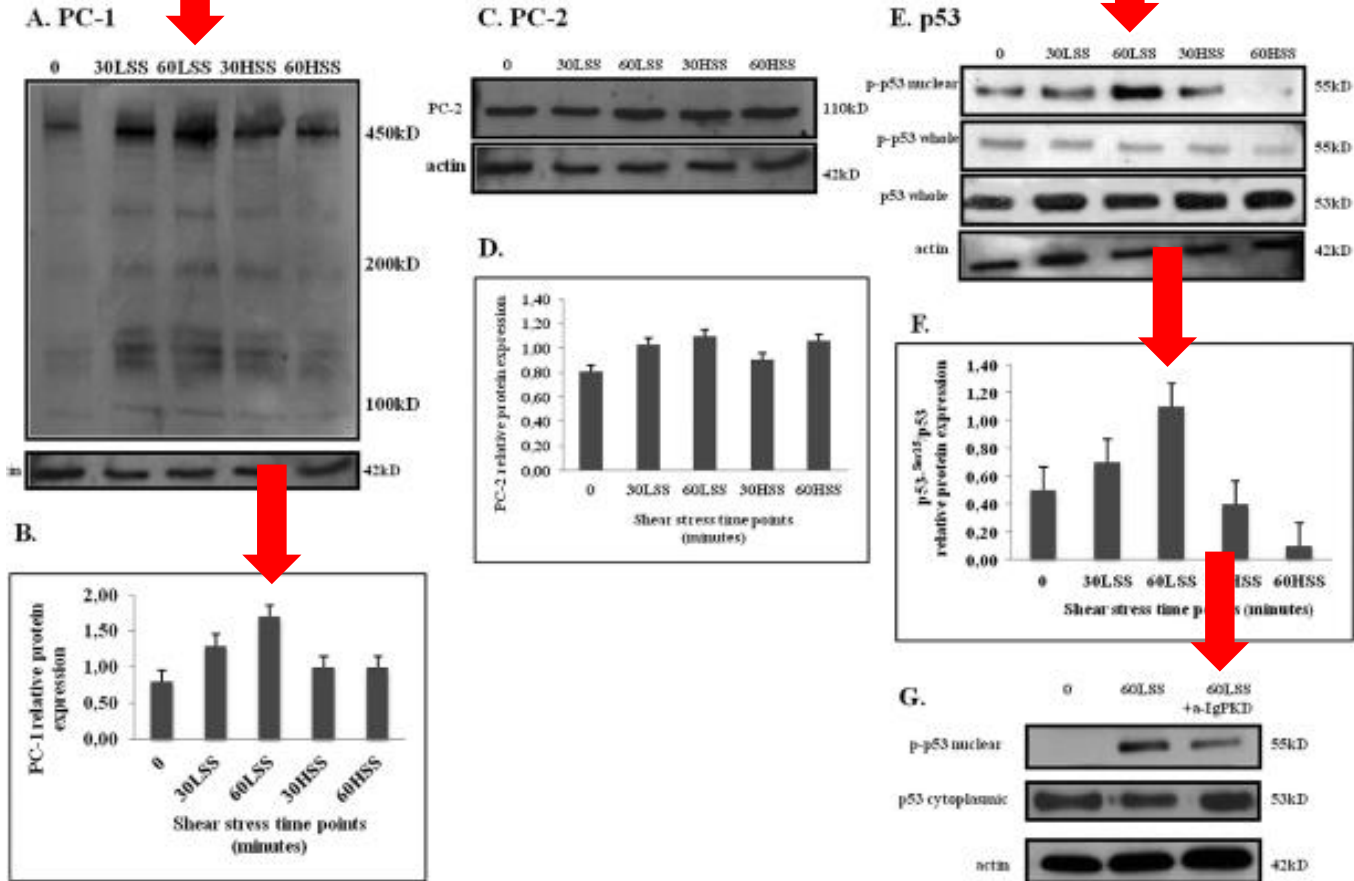 A. PC-1
0 30LSS 60LSS 30HSS 60HSS
450kD
200kD
100kD
in
42kD
B.
PC-1 relative protein
expression
2,00
1,50
1,00
0,50
0,00
0 30LSS 60LSS 30HSS 60HSS
Shear stress time points
(minutes)
C. PC-2
0 30LSS 60LSS 30HSS 60HSS
PC-2
110kD
actin
42kD
D.
PC-2 relative protein expression
1,40
1,20
1,00
0,80
0,60
0,40
0,20
0,00
0 30LSS 60LSS 30HSS 60HSS
Shear stress time points
(minutes)
E. p53
0 30LSS 60LSS 30HSS 60HSS
p-p53 nuclear 55kD
p-p53 whole 55kD
p53 whole 53kD
actin 42kD
F.
p53-Ser15/p53
relative protein expression
1,40
1,20
1,00
0,80
0,60
0,40
0,20
0,00
0 30LSS 60LSS HSS 60HSS
Shear stress time p ts (minutes)
G.
0 60LSS 60LSS
+a-IgPKD
p-p53 nuclear 55kD
p53 cytoplasmic 53kD
actin 42kD